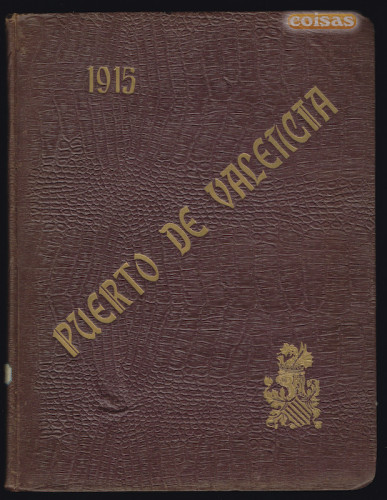 coisas
1915
PUERTO DE VALENCIA